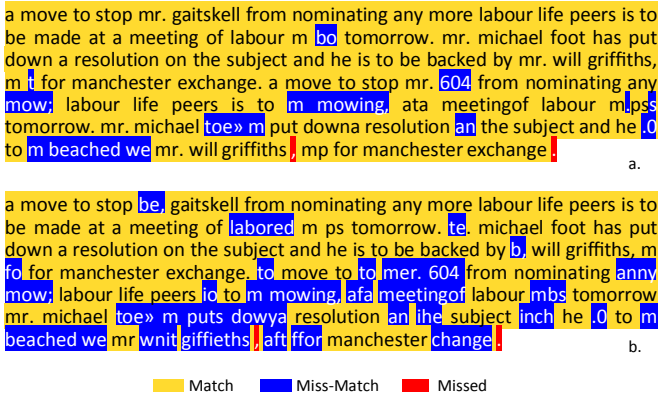 a move to stop mr. gaitskell from nominating any more labour life peers is to
be made at a meeting of labour m bo tomorrow. mr. michael foot has put
down a resolution on the subject and he is to be backed by mr. will griffiths,
m t for manchester exchange. a move to stop mr. 604 from nominating any
mow; labour life peers is to m mowing, ata meetingof labour m.pss
tomorrow. mr. michael toe» m put downa resolution an the subject and he .0
to m beached we mr. will griffiths , mp for manchester exchange .
a.
a move to stop be, gaitskell from nominating any more labour life peers is to
be made at a meeting of labored m ps tomorrow. te. michael foot has put
down a resolution on the subject and he is to be backed by b, will griffiths, m
fo for manchester exchange. to move to to mer. 604 from nominating anny
mow; labour life peers io to m mowing, afa meetingof labour mbs tomorrow
mr. michael toe» m puts dowya resolution an ihe subject inch he .0 to m
beached we mr wnit giffieths , aft ffor manchester change .
b.
Match Miss-Match Missed